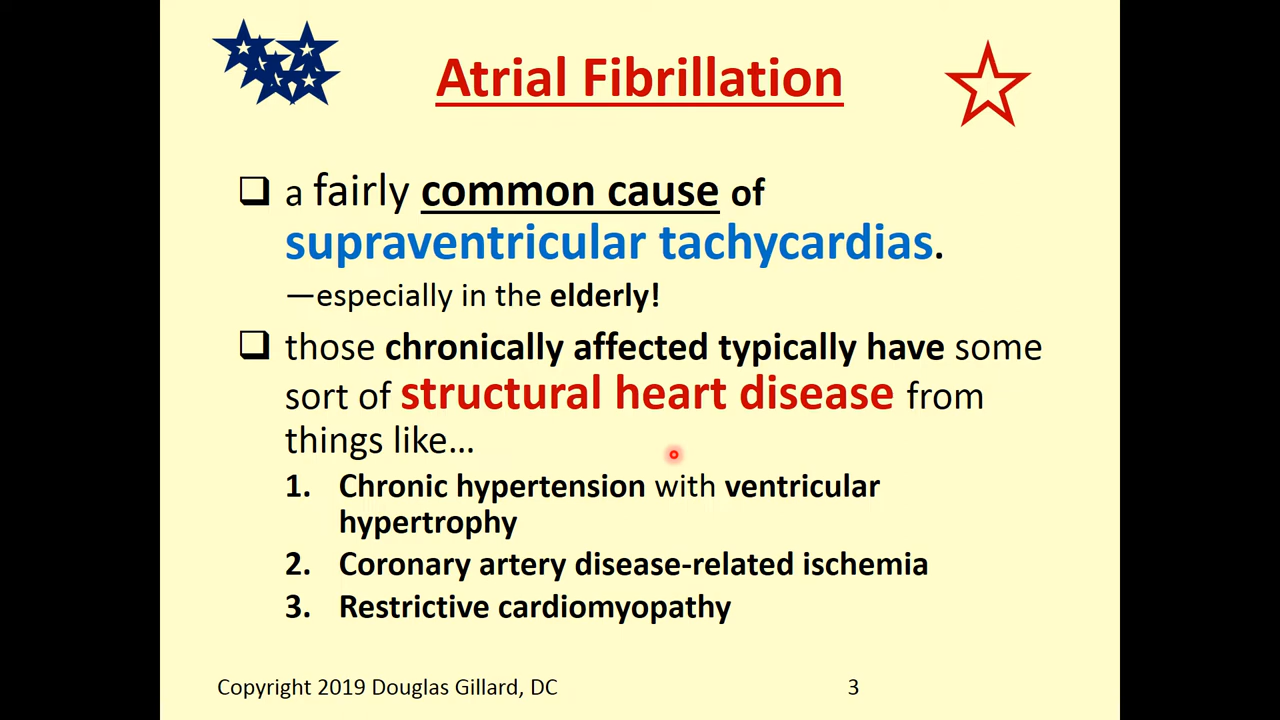 Atrial Fibrillation
❑ a fairly common cause of
supraventricular tachycardias.
—especially in the elderly!
❑ those chronically affected typically have some
sort of structural heart disease from
things like…
1. Chronic hypertension with ventricular
hypertrophy
2. Coronary artery disease-related ischemia
3. Restrictive cardiomyopathy
Copyright 2019 Douglas Gillard, DC 3